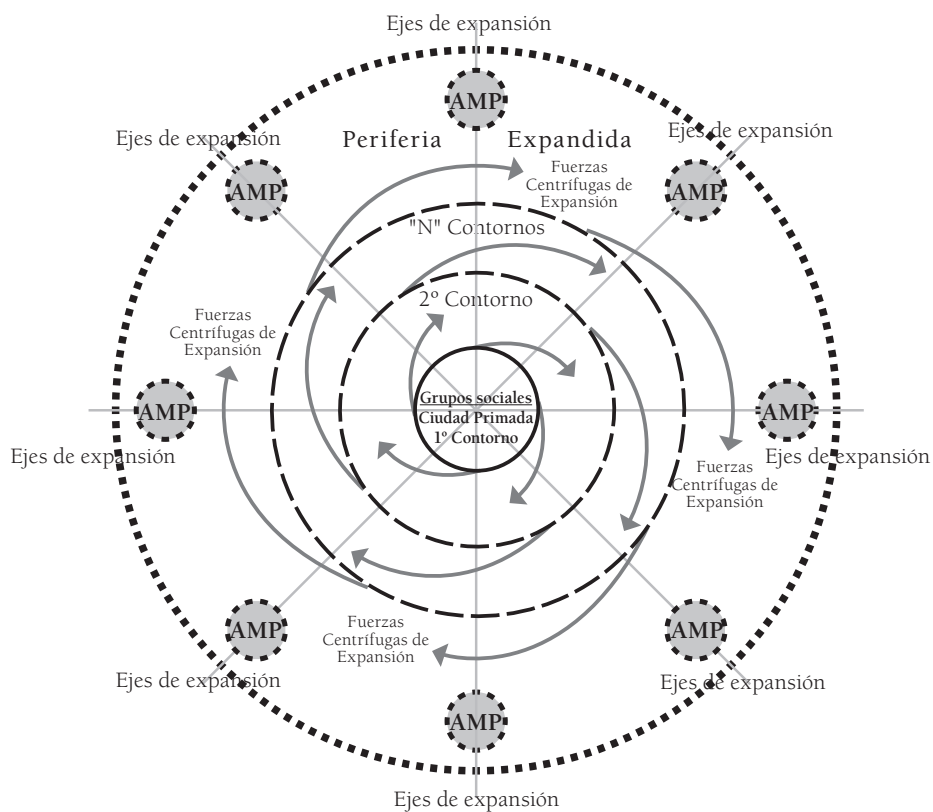 Ejes de expansión
AMP
Ejes de expansión
Ejes de expansión
Periferia Expandida
AMP
AMP
Fuerzas
Centrífugas de
Expansión
"N" Contornos
2º Contorno
Fuerzas
Centrífugas de
Expansión
Grupos sociales
Ciudad Primada
1º Contorno
AMP
AMP
Ejes de expansión
Ejes de expansión
Fuerzas
Centrífugas de
Expansión
AMP
AMP
Fuerzas
Centrífugas de
Expansión
Ejes de expansión
Ejes de expansión
AMP
Ejes de expansión